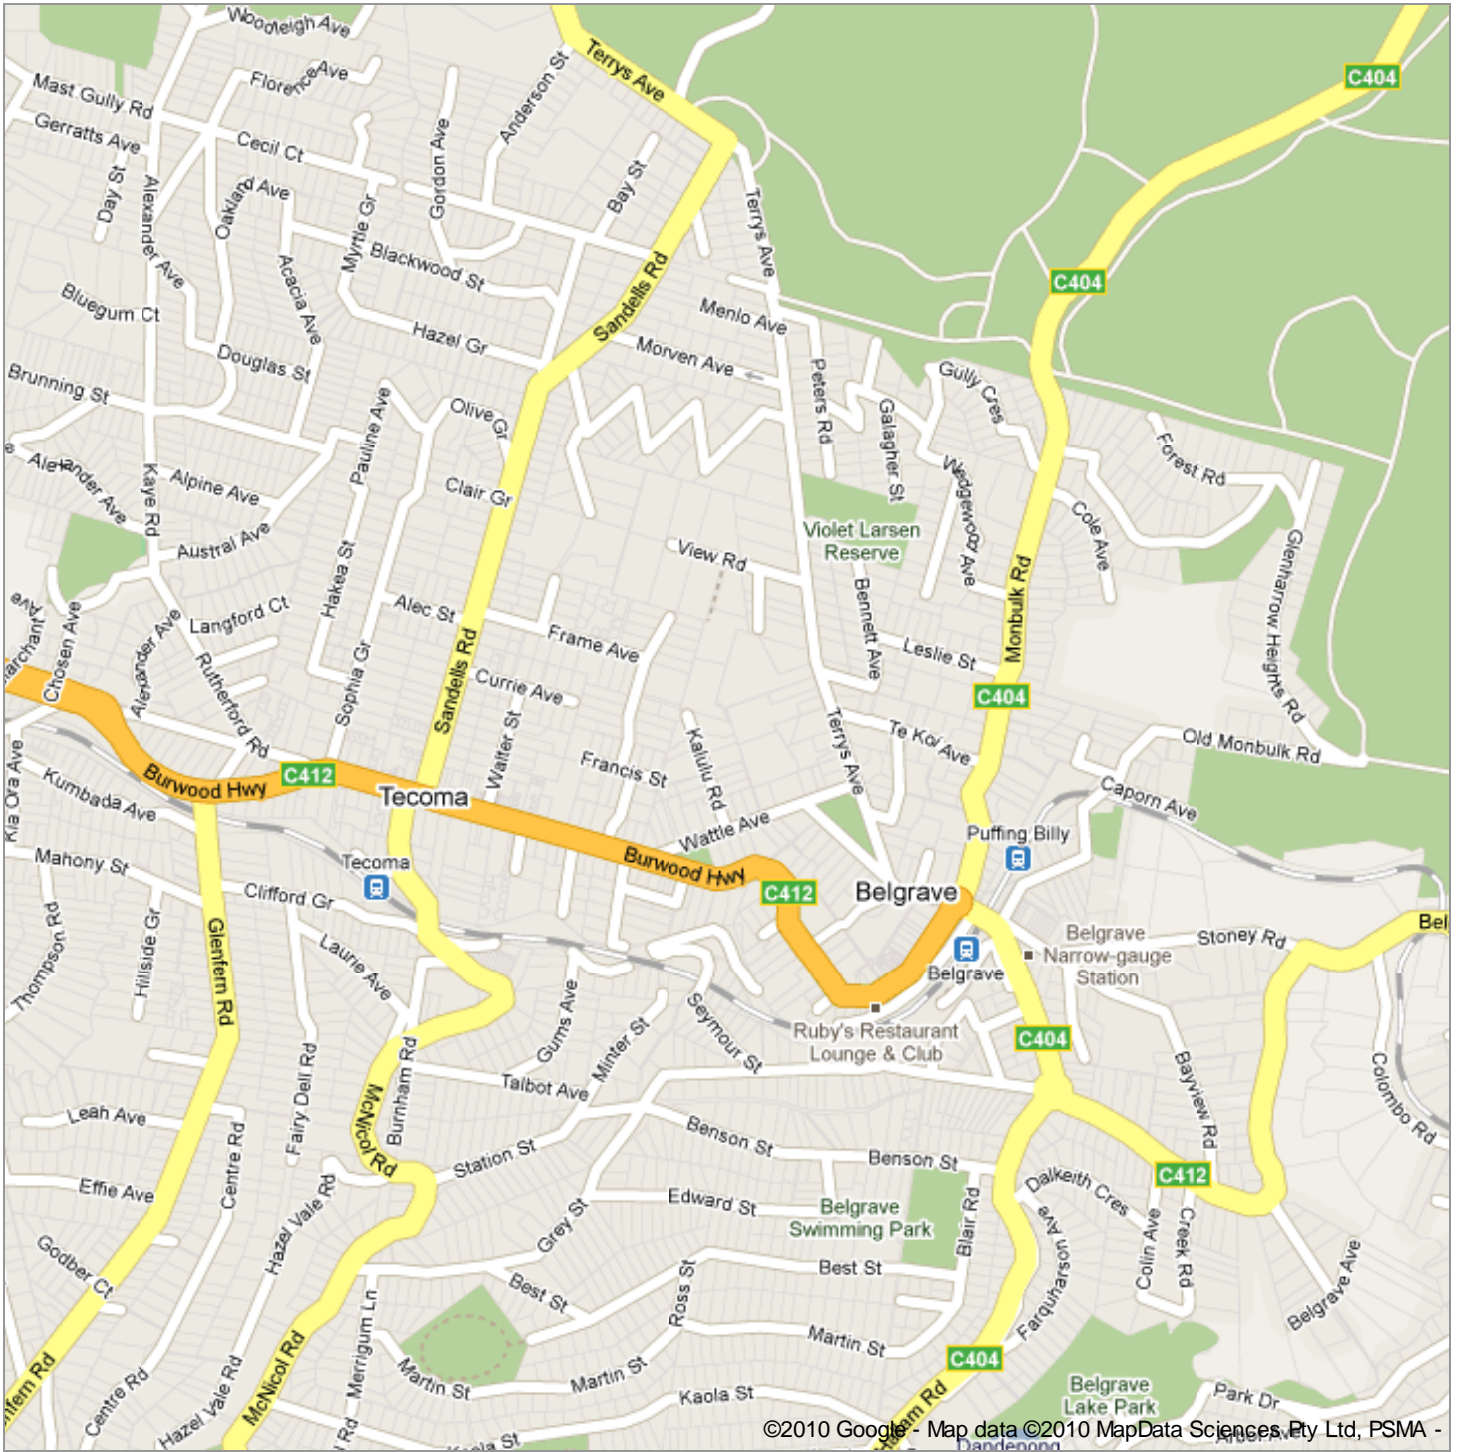 Woodleigh Ave
Terrys Ave
C404
Mast Gully Rd
Florence Ave
Anderson St
Gerratts Ave
Cecil Ct
Gordon Ave
Day St
Alexander Ave
Oakland Ave
Bay St
Myrtle Gr
Terrys Ave
Blackwood St
Acacia Ave
Sandells Rd
C404
Bluegum Ct
Menlo Ave
Hazel Gr
Morven Ave
Douglas St
Brunning St
Peters Rd
Gully Cres
Pauline Ave
Olive Gr
Galagher St
Forest Rd
Alexander Ave
Kaye Rd
Alpine Ave
Clair Gr
Wedgewood Ave
Cole Ave
Violet Larsen
Reserve
Austral Ave
View Rd
Hakea St
Monbulk Rd
Glenharrow Heights Rd
Bennett Ave
Langford Ct
Alec St
Frame Ave
Leslie St
Marchant Ave
Chosen Ave
Alexander Ave
Rutherford Rd
Sophia Gr
Sandells Rd
Currie Ave
C404
Walter St
Kalulu Rd
Terrys Ave
Te Koi Ave
Old Monbulk Rd
Kia Ora Ave
Kumbada Ave
Burwood Hwy
C412
Tecoma
Francis St
Caporn Ave
Wattle Ave
Puffing Billy
Mahony St
Tecoma
Burwood Hwy
C412
Belgrave
Clifford Gr
Thompson Rd
Hillside Gr
Glenfern Rd
Laurie Ave
Belgrave
Belgrave
Narrow-gauge
Station
Stoney Rd
Bel
Seymour St
Gums Ave
Minter St
Ruby's Restaurant
Lounge & Club
C404
Fairy Dell Rd
Burnham Rd
McNicol Rd
Talbot Ave
Bayview Rd
Colombo Rd
Leah Ave
Centre Rd
Benson St
Benson St
Station St
C412
Effie Ave
Hazel Vale Rd
Edward St
Belgrave
Swimming Park
Blair Rd
Dalkeith Cres
Grey St
Farquharson Ave
Colin Ave
Creek Rd
Godber Ct
Best St
Best St
Ross St
Belgrave Ave
Merrigum Ln
Martin St
C404
McNicol Rd
Martin St
Martin St
Centre Rd
Hazel Vale Rd
Kaola St
Belgrave
Lake Park
Park Dr
©2010 Google - Map data ©2010 MapData Sciences Pty Ltd, PSMA -
Kaola St
Dandenong